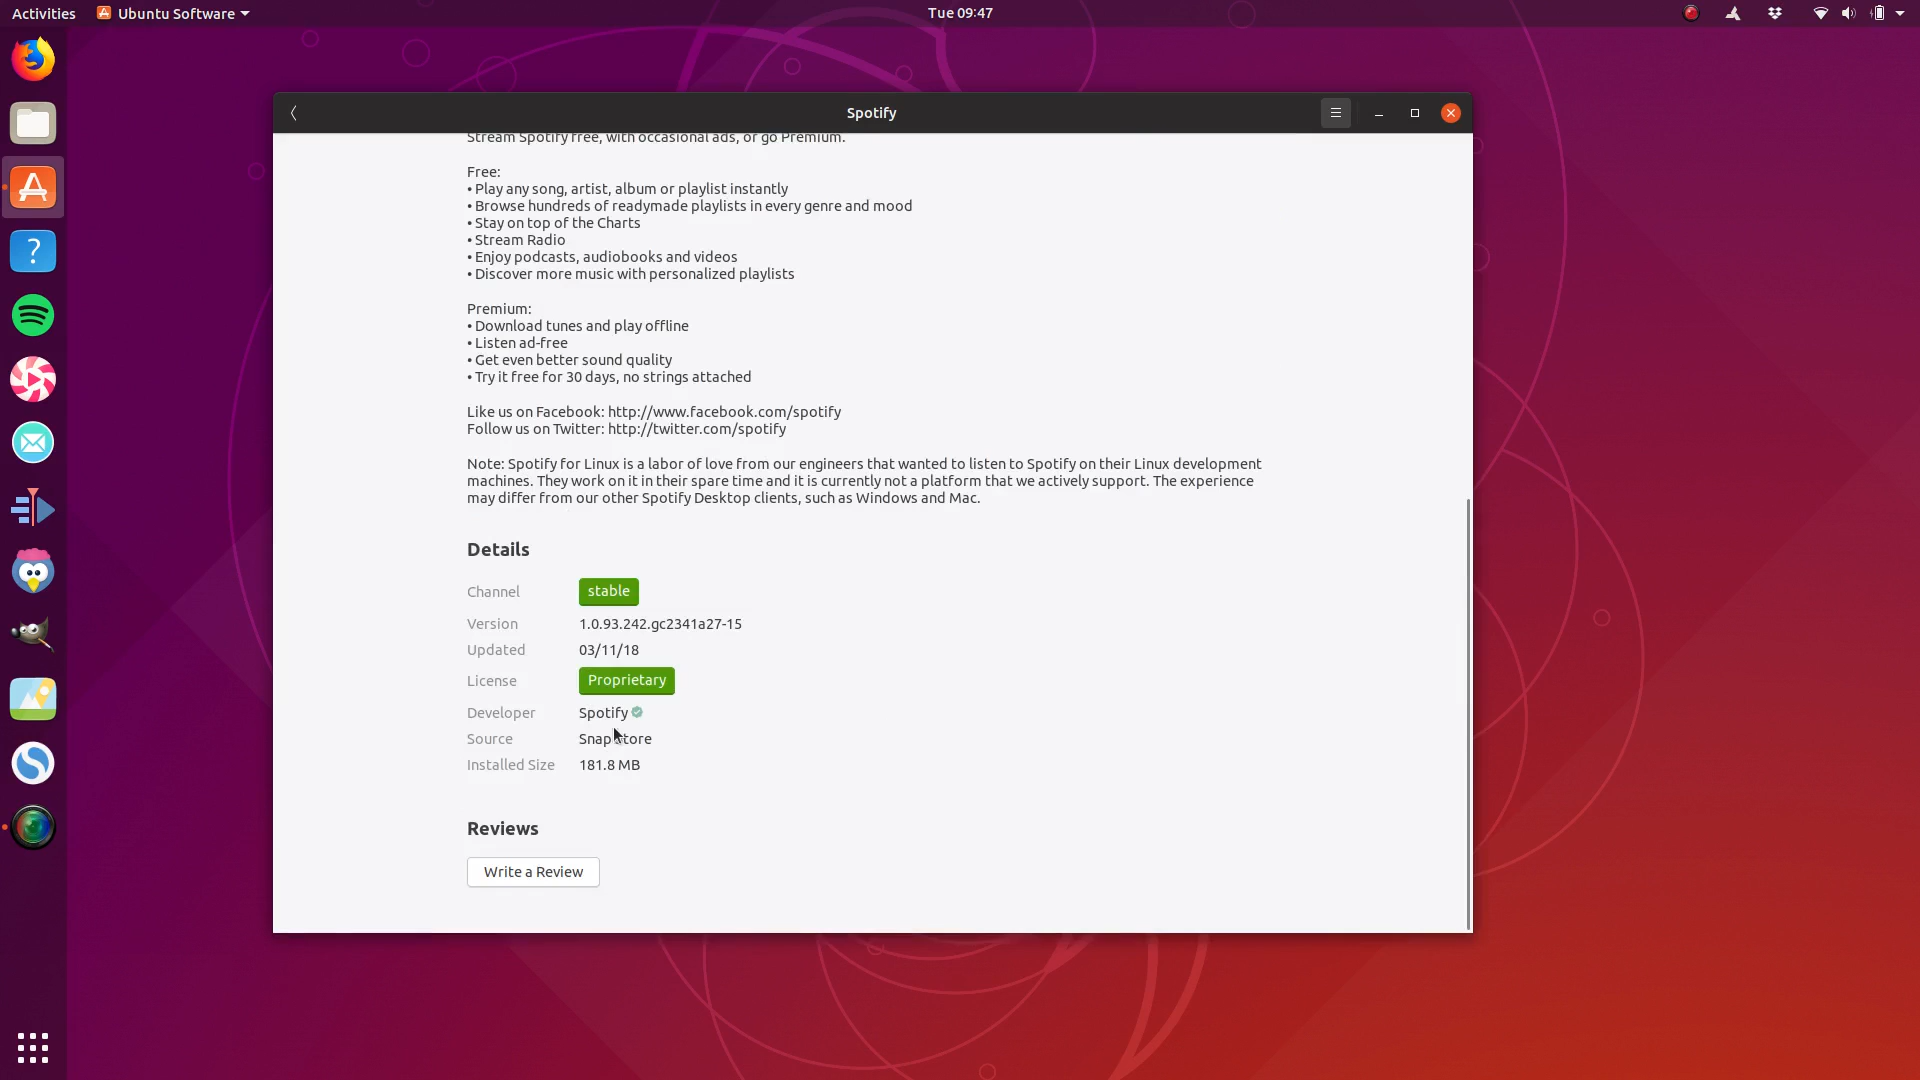 Activities
Ubuntu Software
Tue 09:47
Spotify
Stream Spotify free, with occasional ads, or go Premium.
Free:
• Play any song, artist, album or playlist instantly
• Browse hundreds of readymade playlists in every genre and mood
• Stay on top of the Charts
• Stream Radio
• Enjoy podcasts, audiobooks and videos
• Discover more music with personalized playlists
Premium:
• Download tunes and play offline
• Listen ad-free
• Get even better sound quality
• Try it free for 30 days, no strings attached
Like us on Facebook: http://www.facebook.com/spotify
Follow us on Twitter: http://twitter.com/spotify
Note: Spotify for Linux is a labor of love from our engineers that wanted to listen to Spotify on their Linux development
machines. They work on it in their spare time and it is currently not a platform that we actively support. The experience
may differ from our other Spotify Desktop clients, such as Windows and Mac.
Details
Channel stable
Version 1.0.93.242.gc2341a27-15
Updated 03/11/18
License Proprietary
Developer Spotify
Source Snap Store
Installed Size 181.8 MB
Reviews
Write a Review